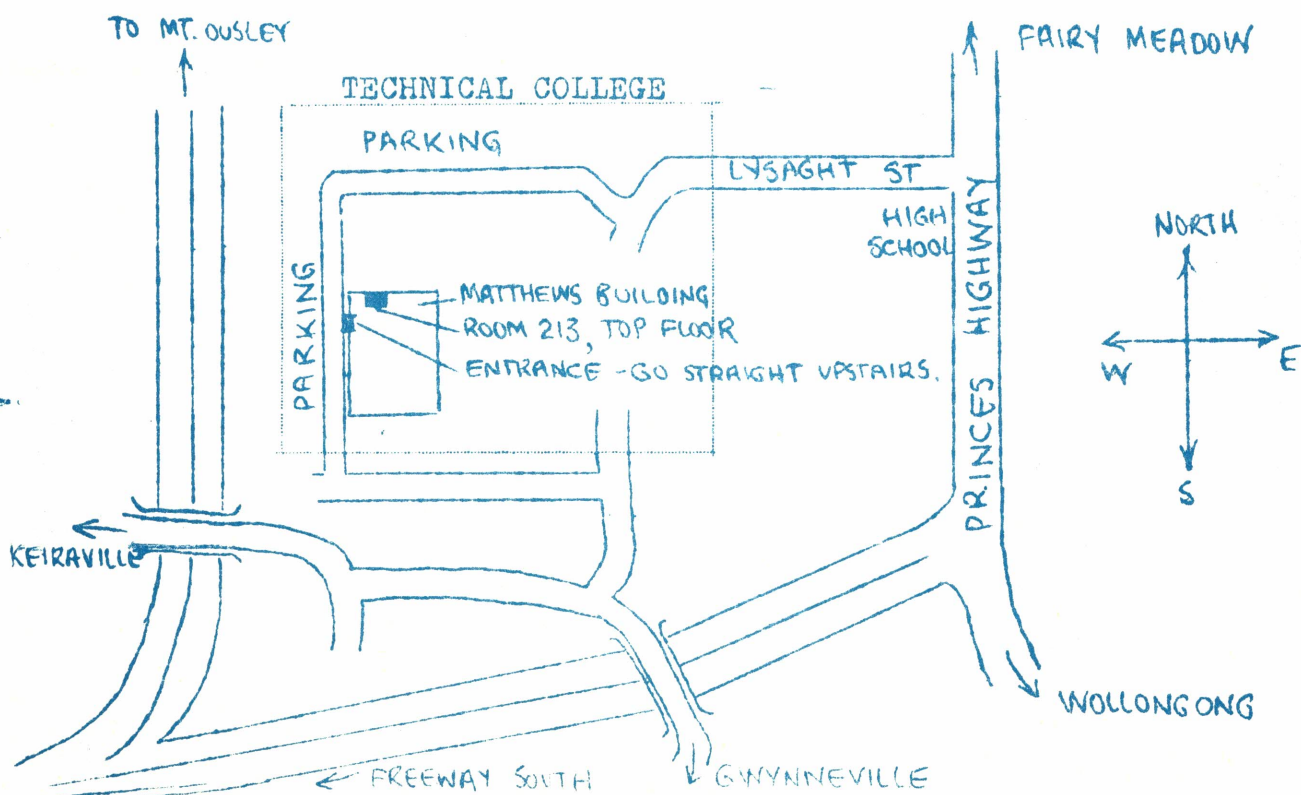 TO MT. OUSLEY
FAIRY MEADOW
TECHNICAL COLLEGE
PARKING
LYSAGHT ST
HIGH
SCHOOL
PRINCES HIGHWAY
NORTH
W
E
S
PARKING
MATTHEWS BUILDING
ROOM 213, TOP FLOOR
ENTRANCE - GO STRAIGHT UPSTAIRS.
KEIRAVILLE
WOLLONGONG
FREEWAY SOUTH
GWYNNEVILLE